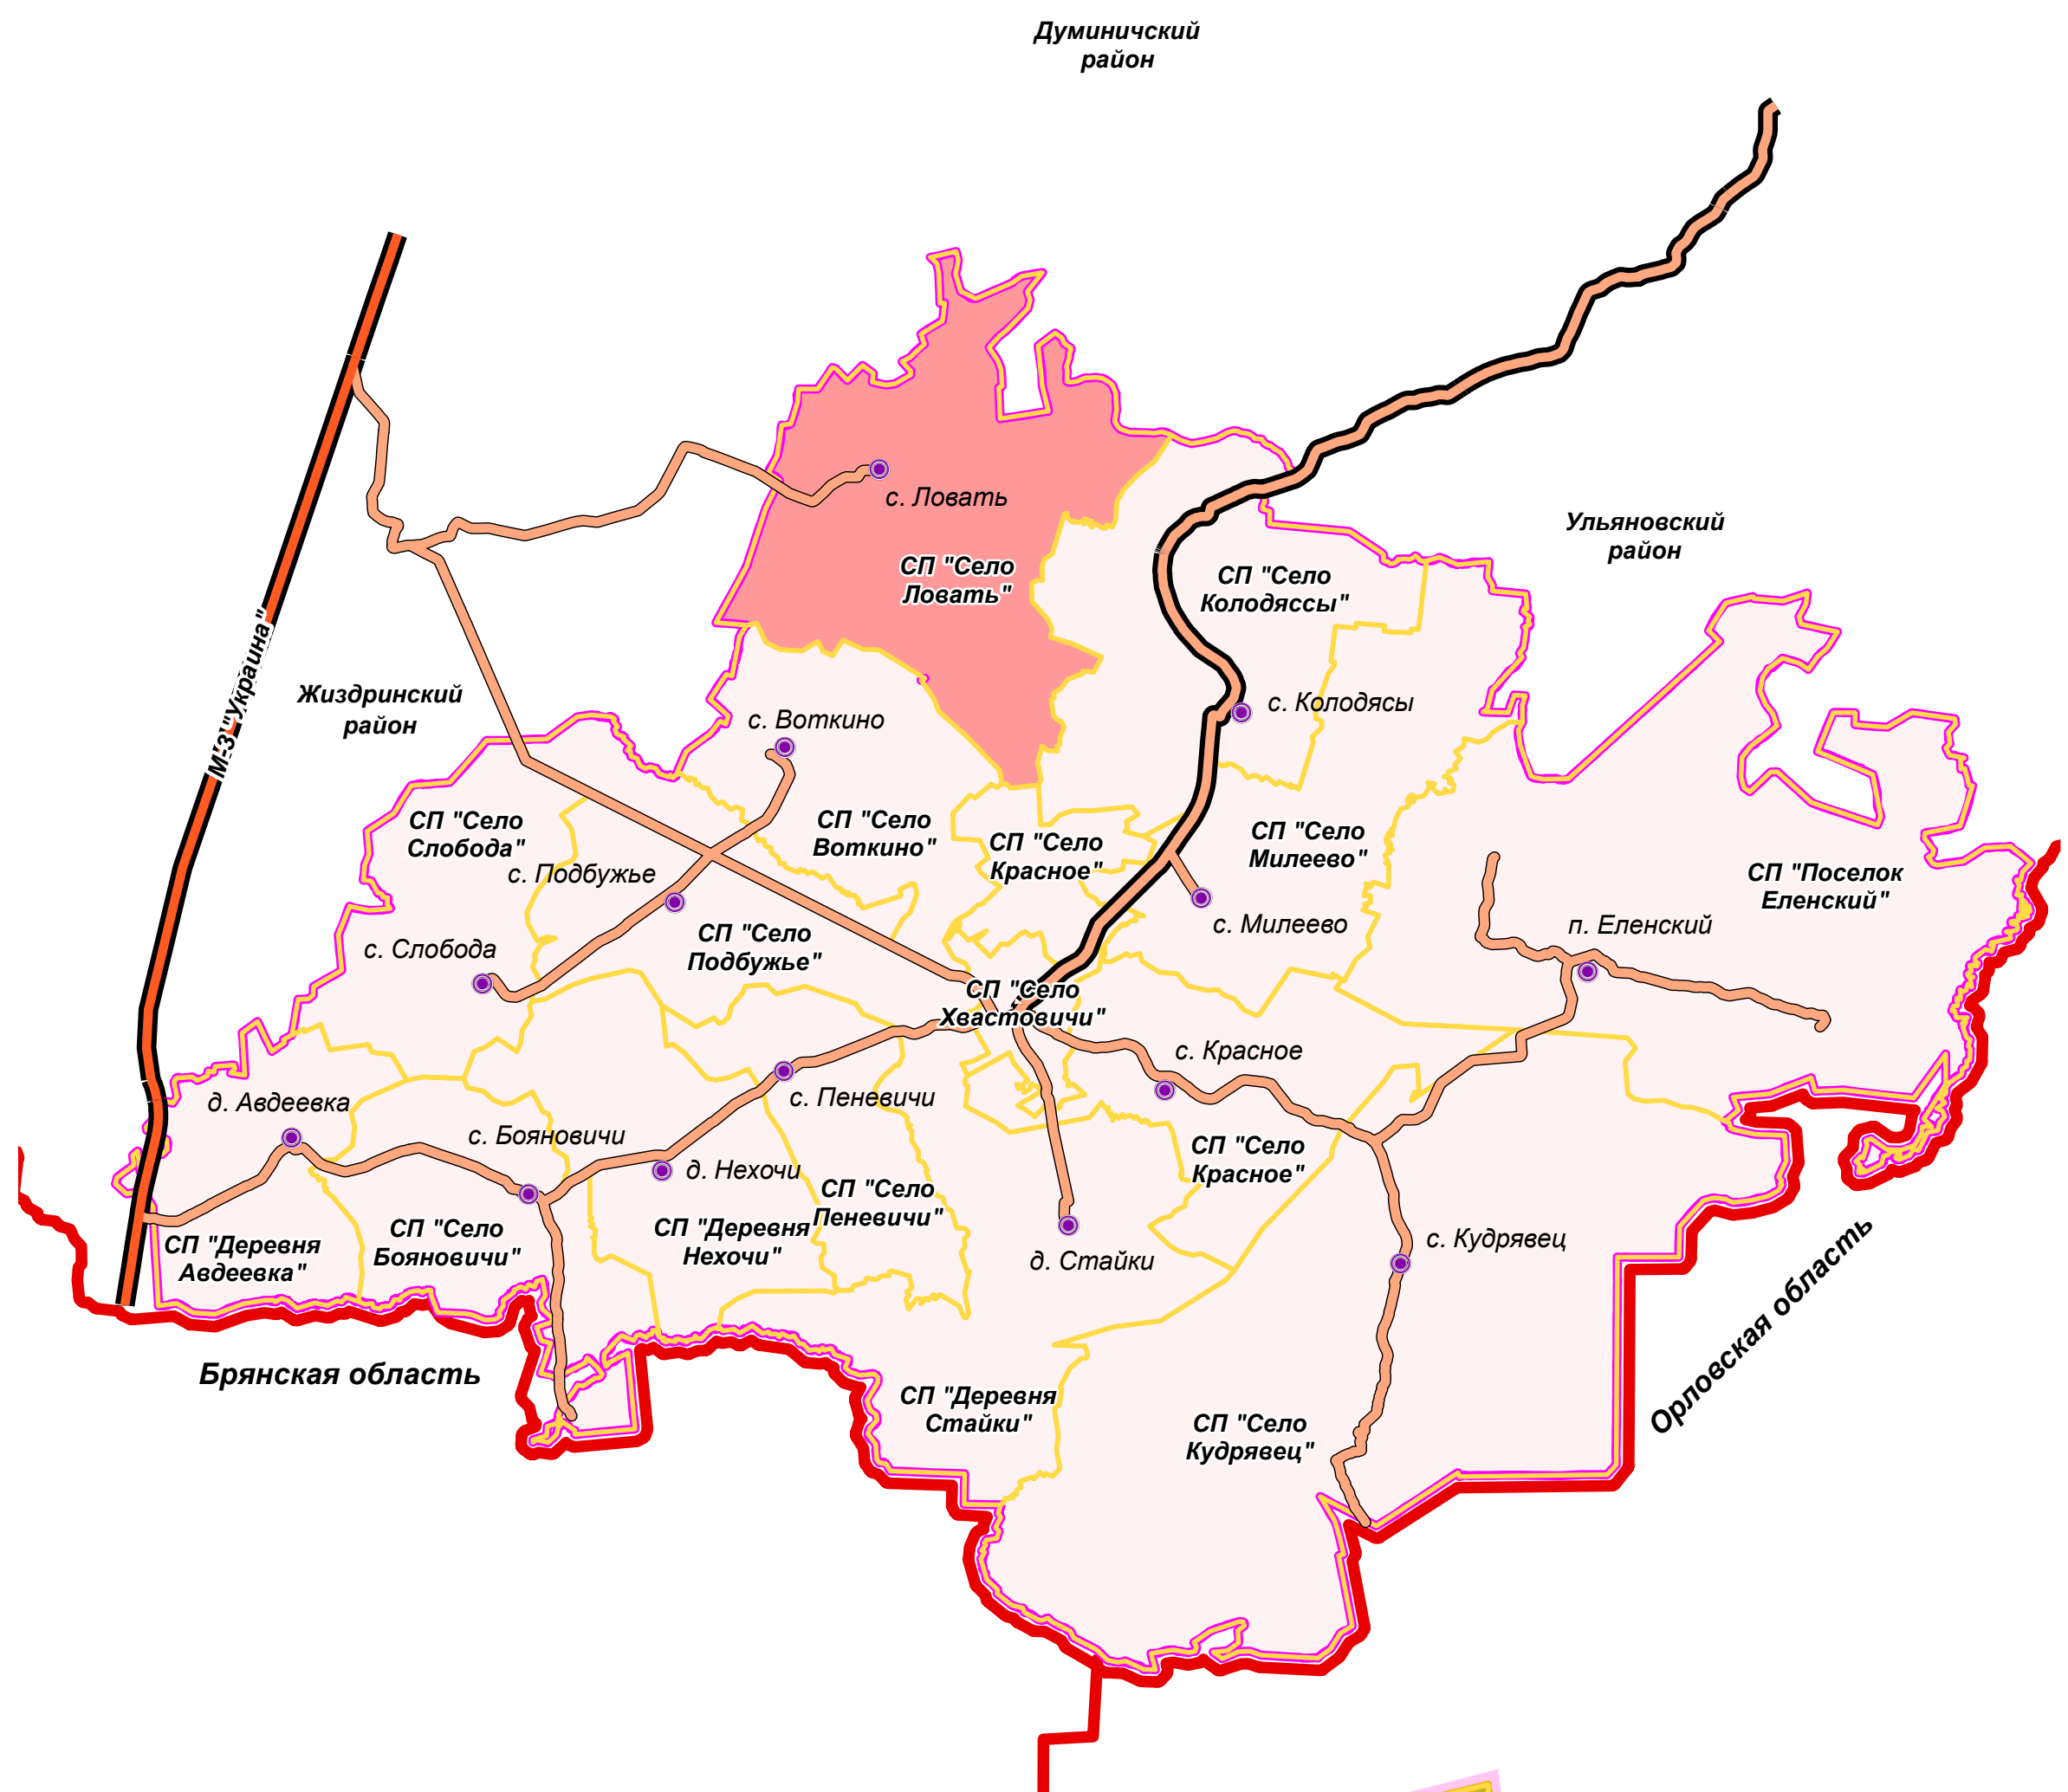 Думиничский
район
с. Ловать
Ульяновский
район
СП "Село
Ловать"
СП "Село
Колодяссы"
М-3 "Украина"
Жиздринский
район
с. Колодясы
с. Воткино
СП "Село
Слобода"
СП "Село
Воткино"
СП "Село
Красное"
СП "Село
Милеево"
с. Подбужье
СП "Поселок
Еленский"
с. Милеево
п. Еленский
СП "Село
Подбужье"
с. Слобода
СП "Село
Хвастовичи"
с. Красное
с. Пеневичи
д. Авдеевка
с. Бояновичи
д. Нехочи
СП "Село
Красное"
СП "Село
Пеневичи"
СП "Деревня
Нехочи"
СП "Село
Бояновичи"
СП "Деревня
Авдеевка"
д. Стайки
с. Кудрявец
Орловская область
Брянская область
СП "Деревня
Стайки"
СП "Село
Кудрявец"